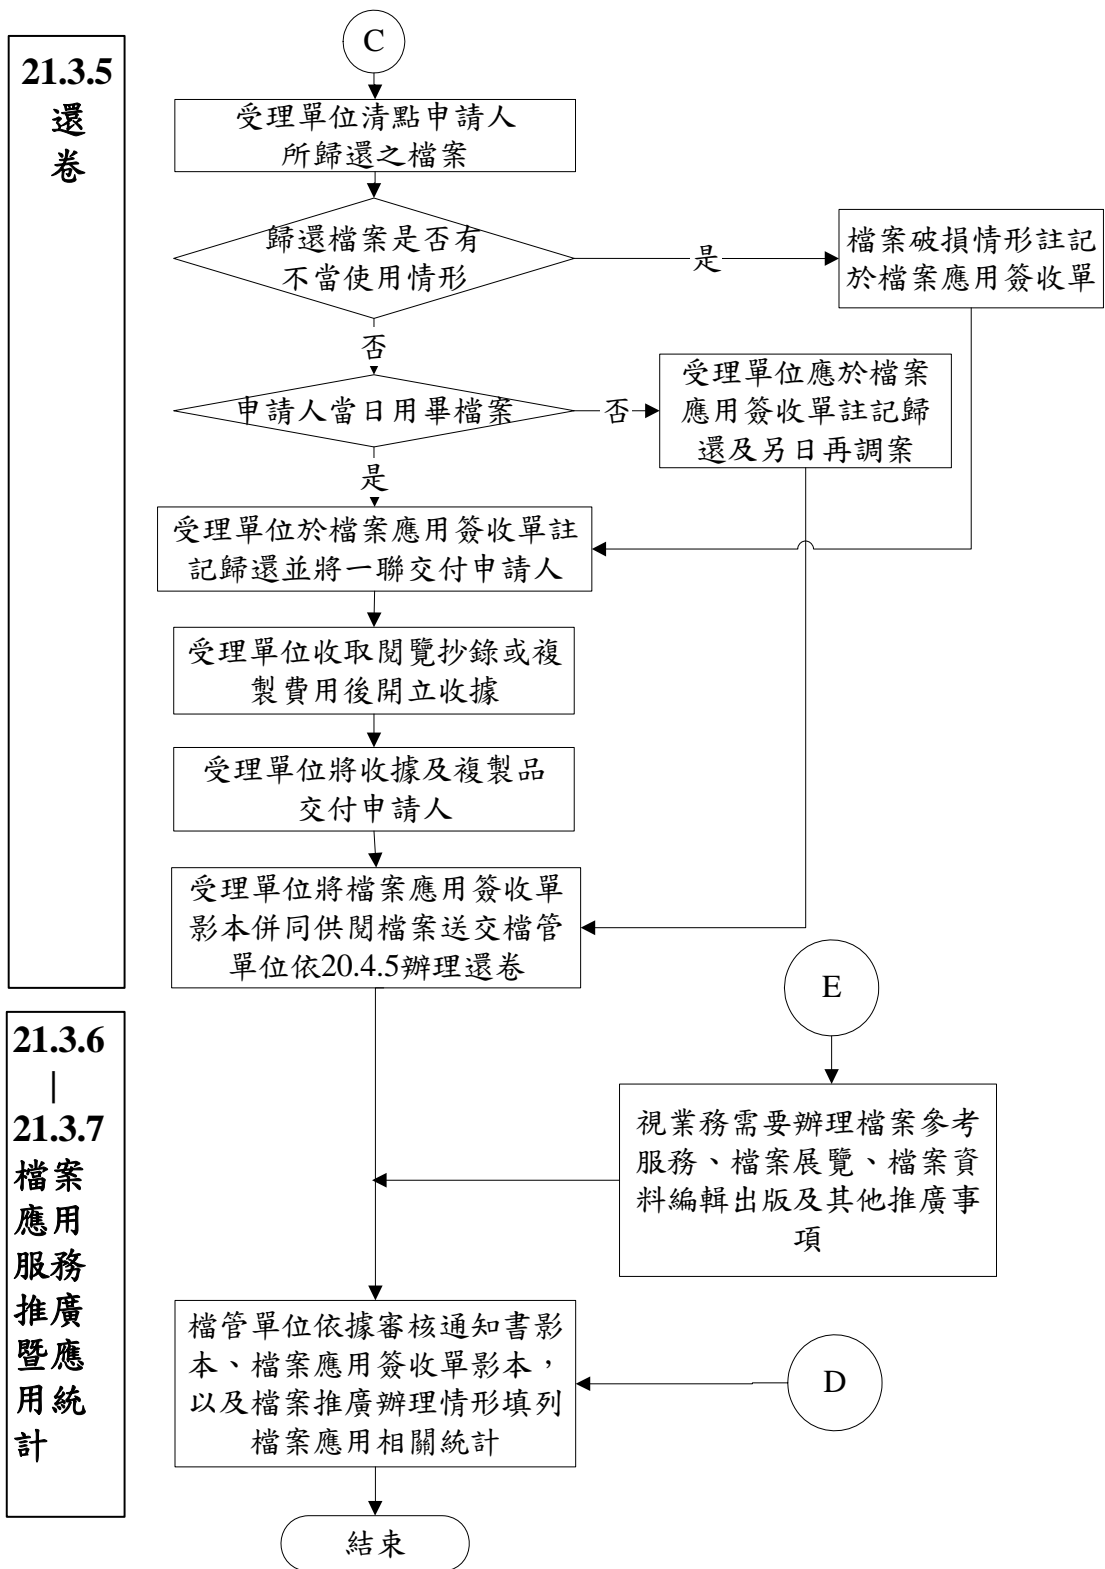 21.3.5
還
卷
C
受理單位清點申請人
所歸還之檔案
歸還檔案是否有
不當使用情形
是
檔案破損情形註記
於檔案應用簽收單
否
申請人當日用畢檔案
否
受理單位應於檔案
應用簽收單註記歸
還及另日再調案
是
受理單位於檔案應用簽收單註
記歸還並將一聯交付申請人
受理單位收取閱覽抄錄或複
製費用後開立收據
受理單位將收據及複製品
交付申請人
受理單位將檔案應用簽收單
影本併同供閱檔案送交檔管
單位依20.4.5辦理還卷
21.3.6
|
21.3.7
檔案
應用
服務
推廣
暨應
用統
計
E
視業務需要辦理檔案參考
服務、檔案展覽、檔案資
料編輯出版及其他推廣事
項
檔管單位依據審核通知書影
本、檔案應用簽收單影本，
以及檔案推廣辦理情形填列
檔案應用相關統計
D
結束